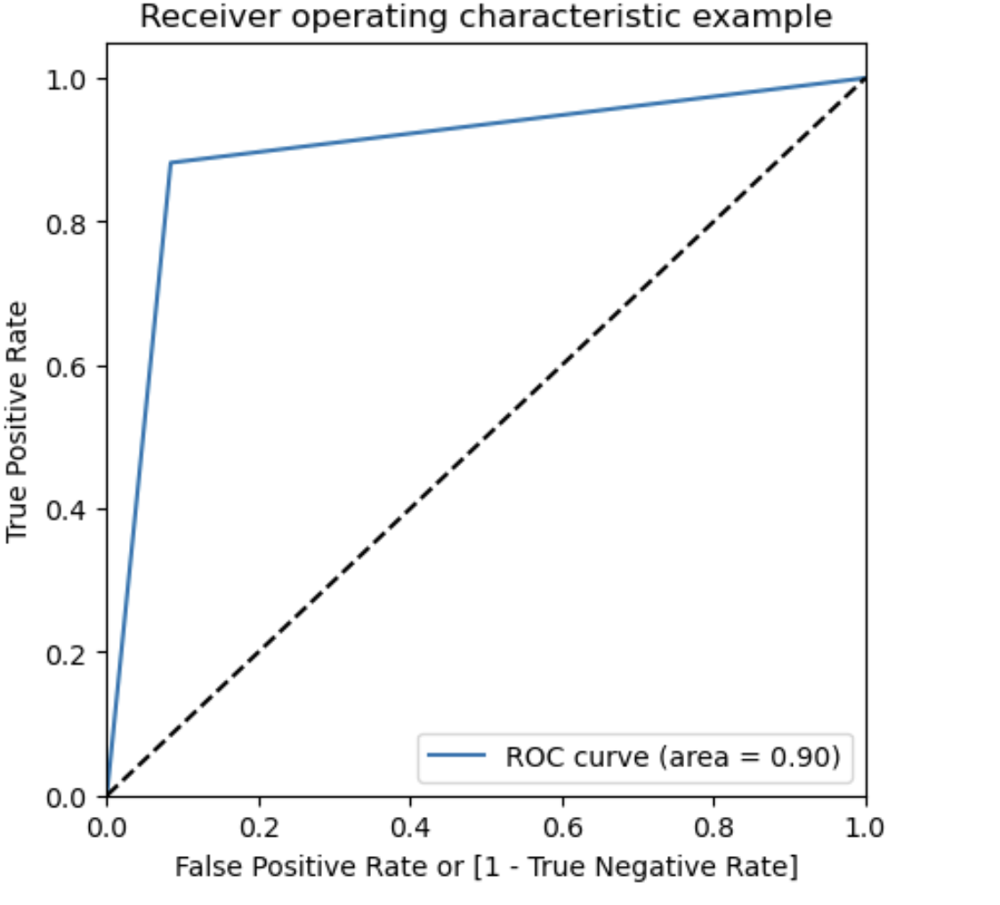 Receiver operating characteristic example
1.0
0.8
0.6
0.4
0.2
0.0
True Positive Rate
ROC curve (area = 0.90)
0.0 0.2 0.4 0.6 0.8 1.0
False Positive Rate or [1 - True Negative Rate]